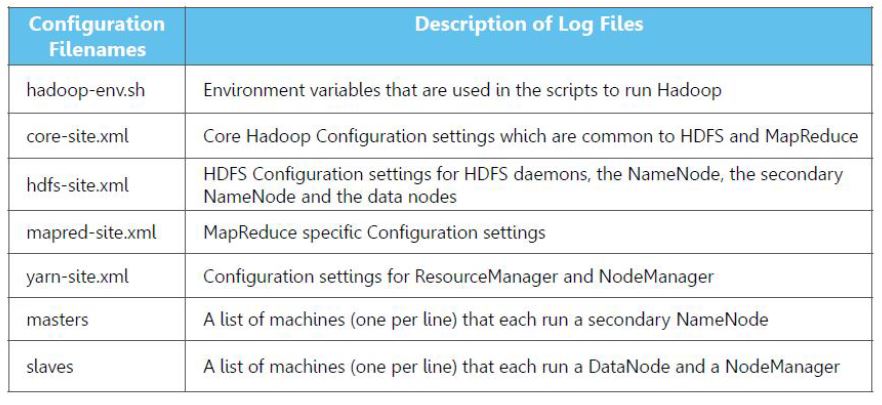 Configuration Filenames
Description of Log Files
hadoop-env.sh
Environment variables that are used in the scripts to run Hadoop
core-site.xml
Core Hadoop Configuration settings which are common to HDFS and MapReduce
hdfs-site.xml
HDFS Configuration settings for HDFS daemons, the NameNode, the secondary
NameNode and the data nodes
mapred-site.xml
MapReduce specific Configuration settings
yarn-site.xml
Configuration settings for ResourceManager and NodeManager
masters
A list of machines (one per line) that each run a secondary NameNode
slaves
A list of machines (one per line) that each run a DataNode and a NodeManager